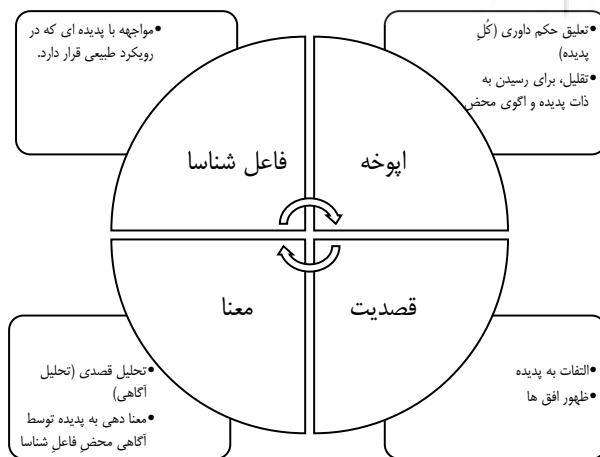 •تعلیق حکم داوری (کُلِ
پدیده)
•تقلیل، برای رسیدن به
ذات پدیده و اگوی محض
•مواجهه با پدیده ای که در
رویکرد طبیعی قرار دارد.
اپوخه
فاعل شناسا
قصدیت
معنا
•التفات به پدیده
•ظهور افق ها
•تحلیل قصدی (تحلیل
آگاهی)
•معنا دهی به پدیده توسط
آگاهی محضِ فاعلِ شناسا